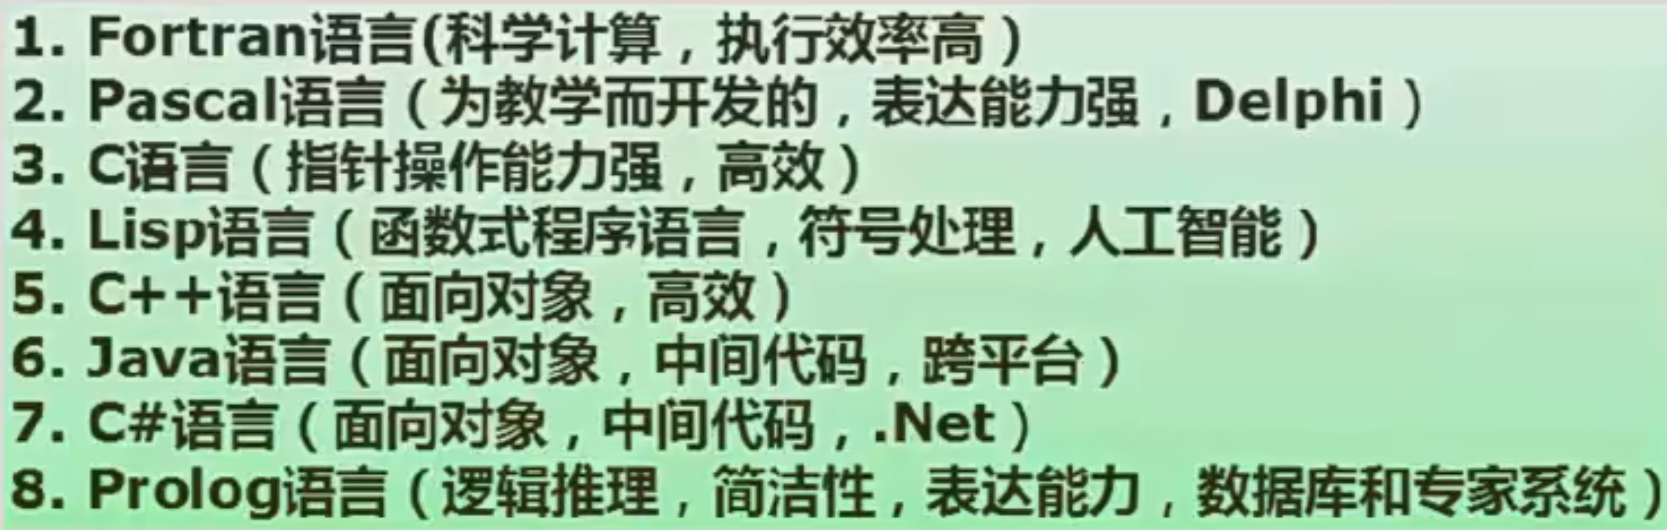 1. Fortran语言(科学计算，执行效率高）
2. Pascal语言（为教学而开发的，表达能力强，Delphi）
3. C语言（指针操作能力强，高效）
4. Lisp语言（函数式程序语言，符号处理，人工智能）
5. C++语言（面向对象，高效）
6. Java语言（面向对象，中间代码，跨平台）
7. C#语言（面向对象，中间代码，.Net）
8. Prolog语言（逻辑推理，简洁性，表达能力，数据库和专家系统）